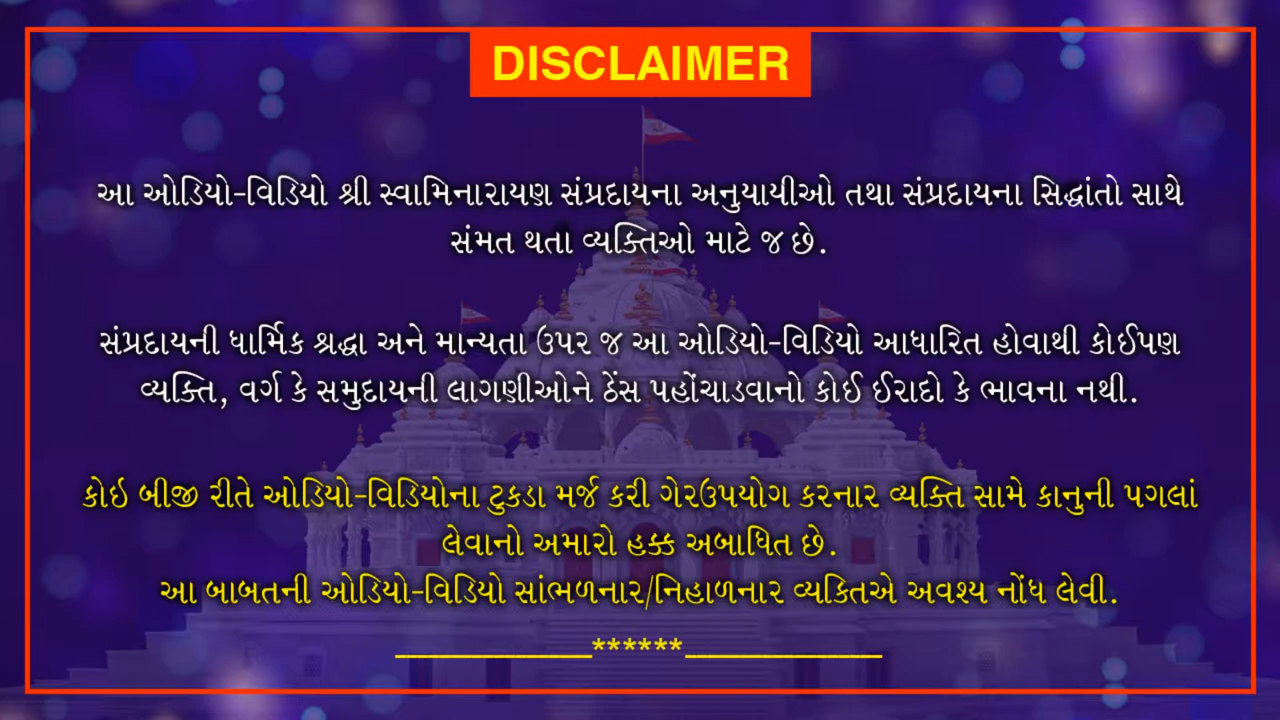 DISCLAIMER
આ ઓડિયો-વિડિયો શ્રી સ્વામિનારાયણ સંપ્રદાયના અનુયાયીઓ તથા સંપ્રદાયના સિદ્ધાંતો સાથે
સંમત થતા વ્યક્તિઓ માટે જ છે.
સંપ્રદાયની ધાર્મિક શ્રદ્ધા અને માન્યતા ઉપર જ આ ઓડિયો-વિડિયો આધારિત હોવાથી કોઈપણ
વ્યક્તિ, વર્ગ કે સમુદાયની લાગણીઓને ઠેંસ પહોંચાડવાનો કોઈ ઈરાદો કે ભાવના નથી.
કોઇ બીજી રીતે ઓડિયો-વિડિયોના ટુકડા મર્જ કરી ગેરઉપયોગ કરનાર વ્યક્તિ સામે કાનુની પગલાં
લેવાનો અમારો હક્ક અબાધિત છે.
આ બાબતની ઓડિયો-વિડિયો સાંભળનાર/નિહાળનાર વ્યકિતએ અવશ્ય નોંધ લેવી.
______________******______________